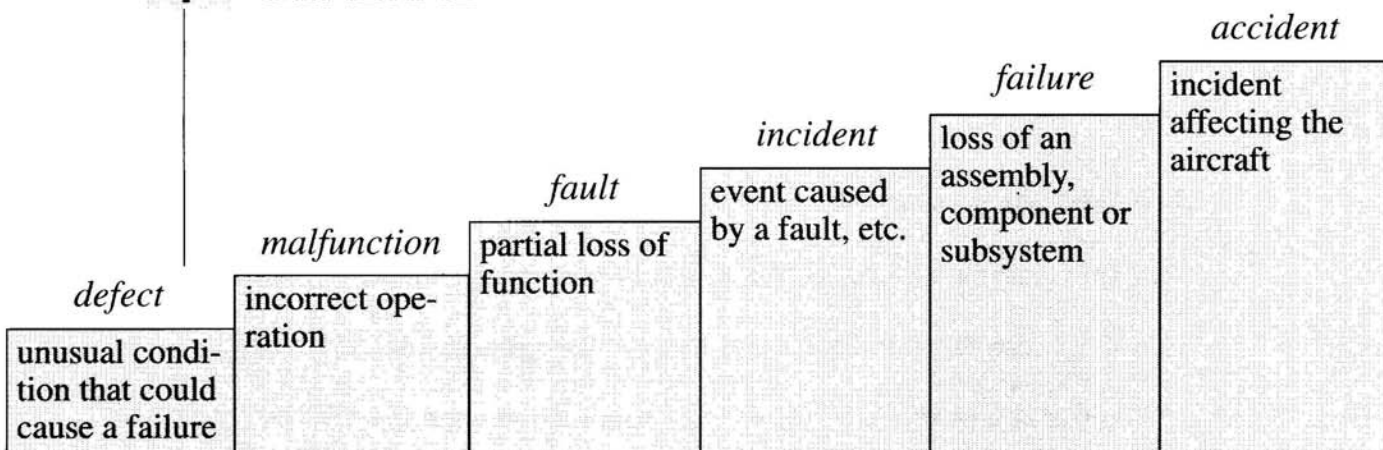 accident
incident
affecting the
aircraft
failure
loss of an
assembly,
component or
subsystem
incident
event caused
by a fault, etc.
fault
partial loss of
function
malfunction
incorrect ope-
ration
defect
unusual condi-
tion that could
cause a failure